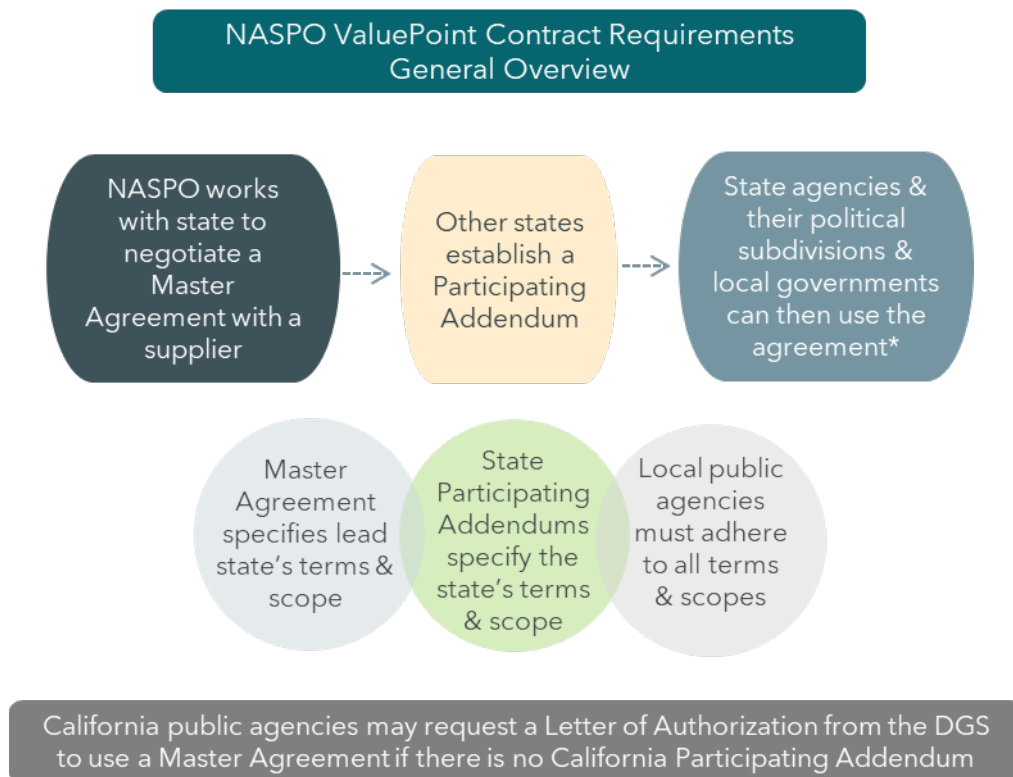 NASPO ValuePoint Contract Requirements
General Overview
NASPO works
with state to
negotiate a
Master
Agreement with a
supplier
Other states
establish a
Participating
Addendum
State agencies &
their political
subdivisions &
local governments
can then use the
agreement*
Master
Agreement
specifies lead
state's terms &
scope
State
Participating
Addendums
specify the
state's terms
& scope
Local public
agencies
must adhere
to all terms
& scopes
California public agencies may request a Letter of Authorization from the DGS
to use a Master Agreement if there is no California Participating Addendum